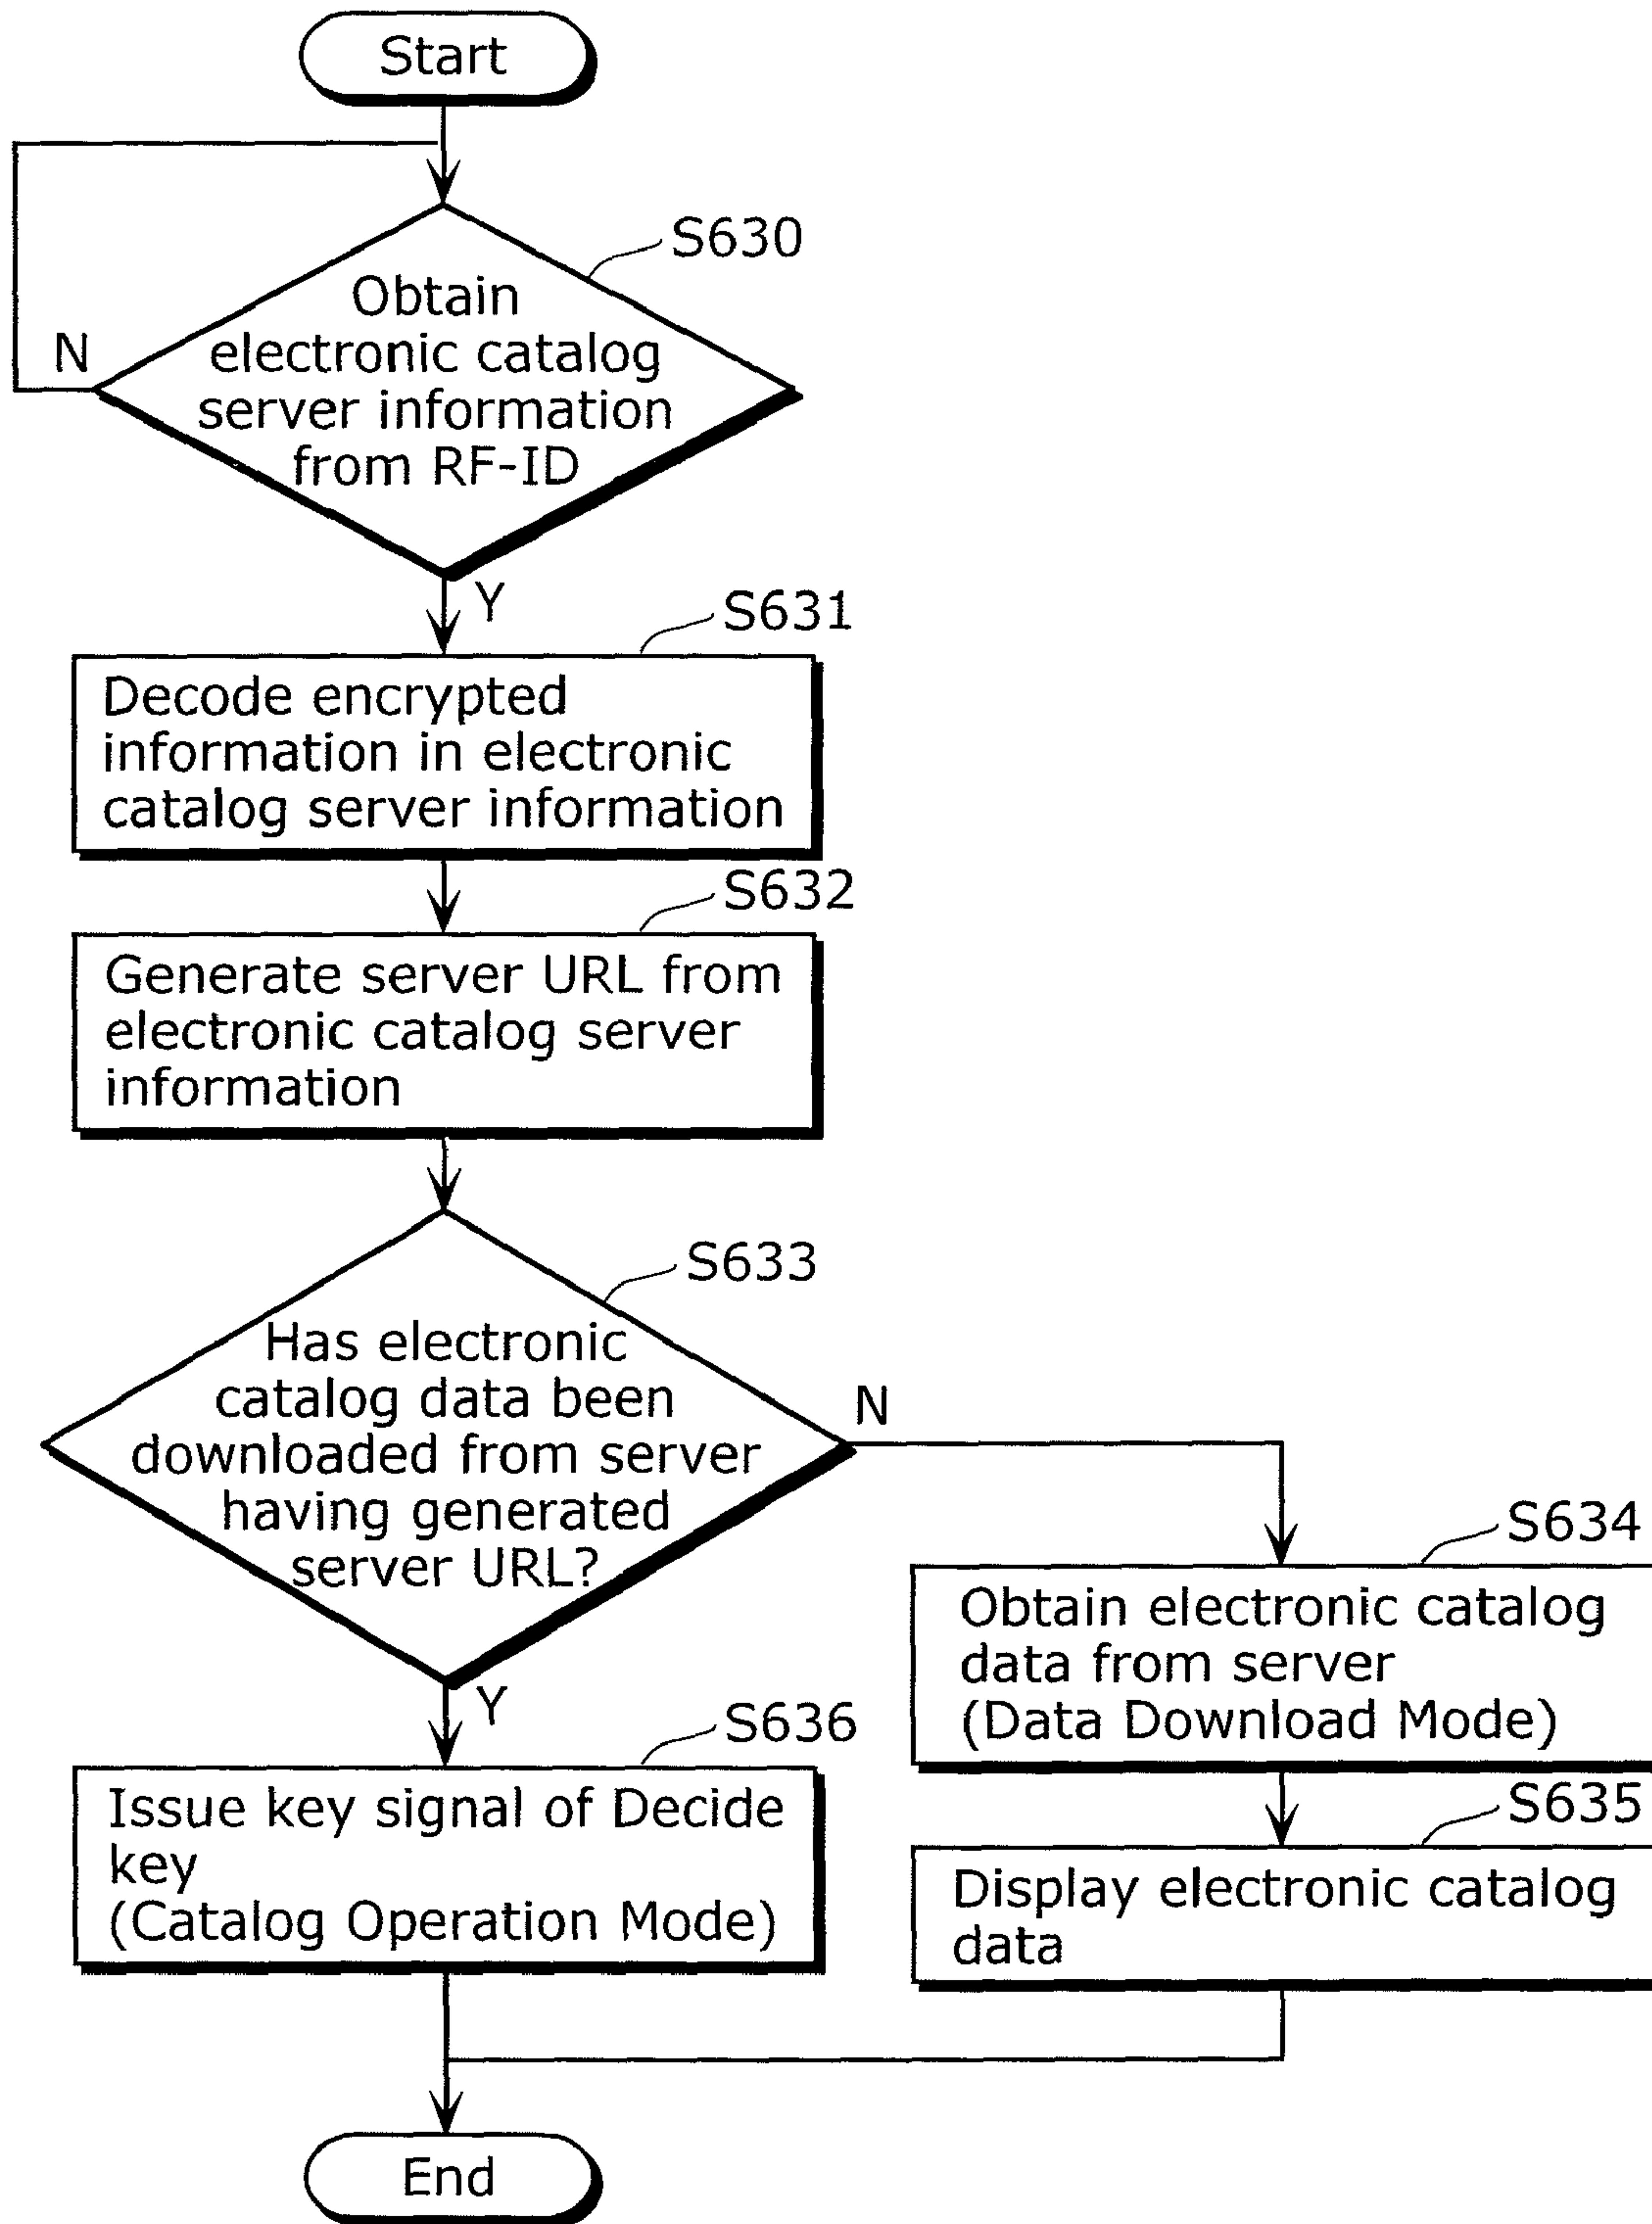 Start
S630
Obtain
electronic catalog
server information
from RF-ID
N
Y
S631
Decode encrypted
information in electronic
catalog server information
S632
Generate server URL from
electronic catalog server
information
S633
Has electronic
catalog data been
downloaded from server
having generated
server URL?
N
Y
S634
Obtain electronic catalog
data from server
(Data Download Mode)
S636
Issue key signal of Decide
key
(Catalog Operation Mode)
S635
Display electronic catalog
data
End